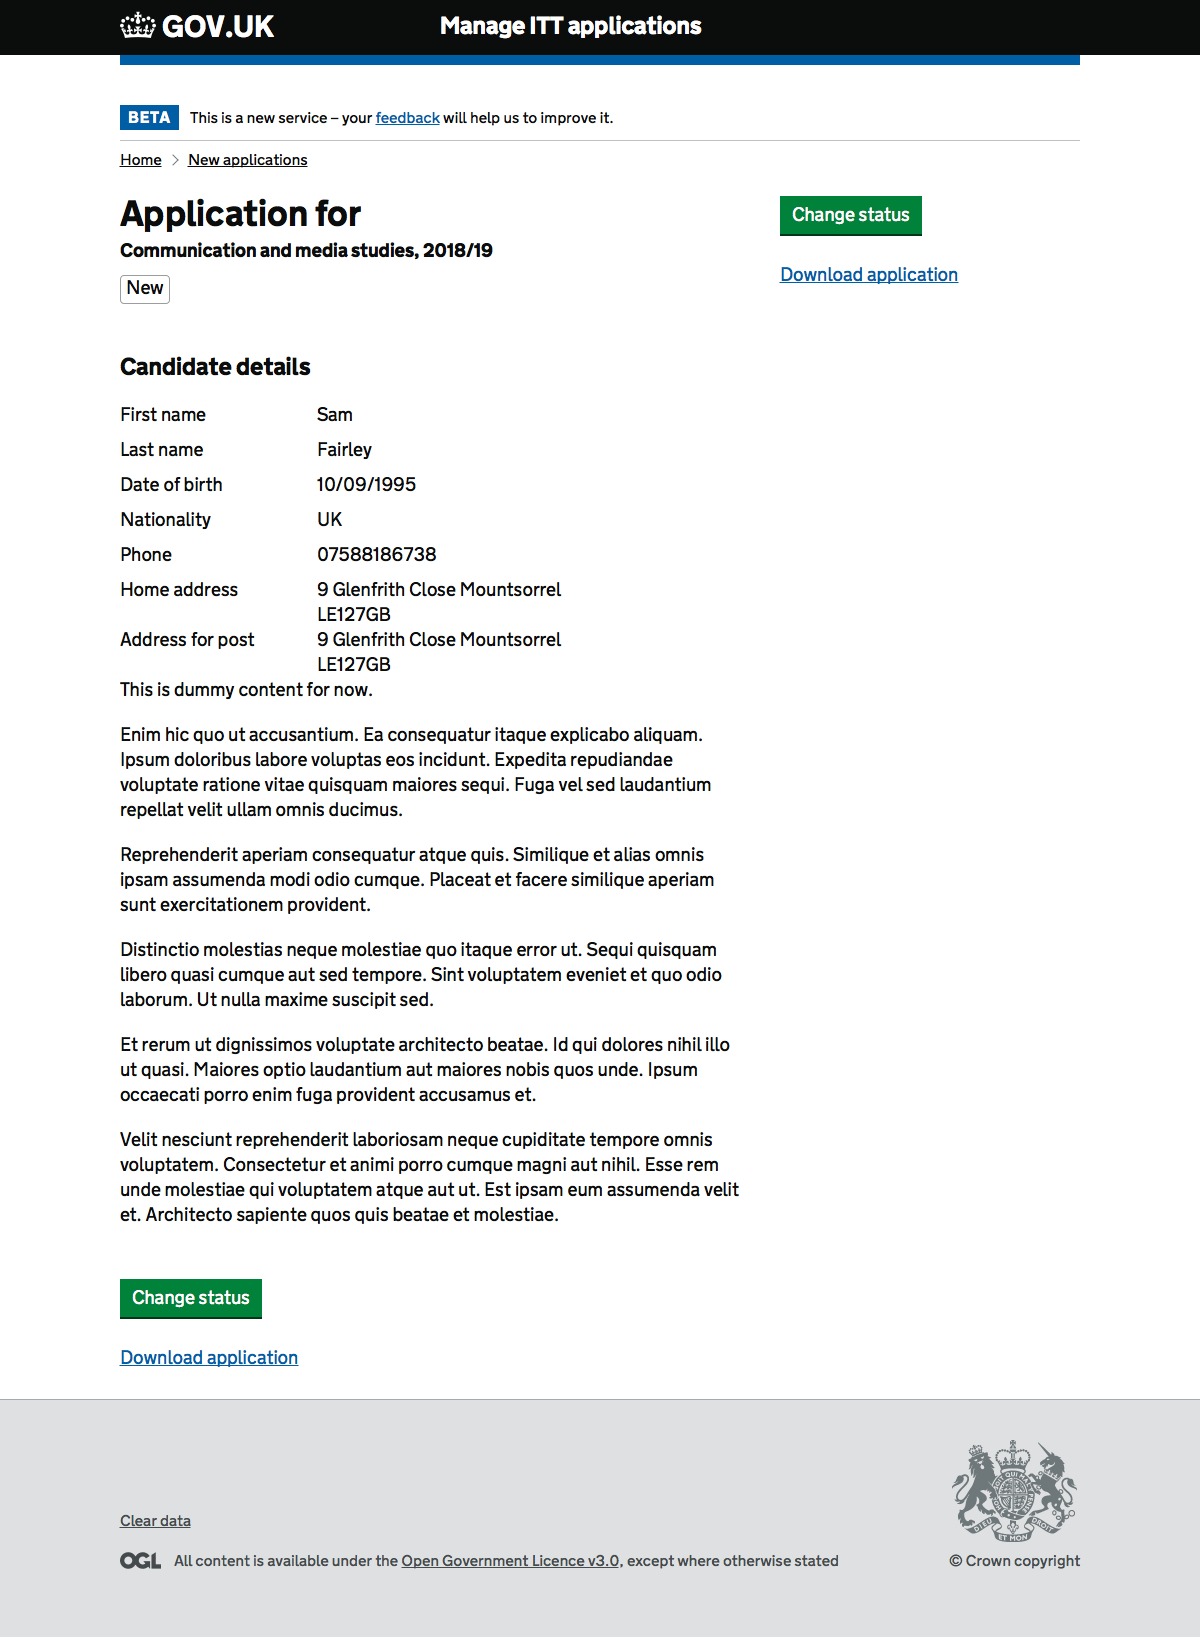 GOV.UK
Manage ITT applications
BETA
This is a new service – your feedback will help us to improve it.
Home
New applications
Application for
Communication and media studies, 2018/19
New
Change status
Download application
Candidate details
First name Sam
Last name Fairley
Date of birth 10/09/1995
Nationality UK
Phone 07588186738
Home address 9 Glenfrith Close Mountsorrel
LE127GB
Address for post 9 Glenfrith Close Mountsorrel
LE127GB
This is dummy content for now.
Enim hic quo ut accusantium. Ea consequatur itaque explicabo aliquam.
Ipsum doloribus labore voluptas eos incidunt. Expedita repudiandae
voluptate ratione vitae quisquam maiores sequi. Fuga vel sed laudantium
repellat velit ullam omnis ducimus.
Reprehenderit aperiam consequatur atque quis. Similique et alias omnis
ipsam assumenda modi odio cumque. Placeat et facere similique aperiam
sunt exercitationem provident.
Distinctio molestias neque molestiae quo itaque error ut. Sequi quisquam
libero quasi cumque aut sed tempore. Sint voluptatem eveniet et quo odio
laborum. Ut nulla maxime suscipit sed.
Et rerum ut dignissimos voluptate architecto beatae. Id qui dolores nihil illo
ut quasi. Maiores optio laudantium aut maiores nobis quos unde. Ipsum
occaecati porro enim fuga provident accusamus et.
Velit nesciunt reprehenderit laboriosam neque cupiditate tempore omnis
voluptatem. Consectetur et animi porro cumque magni aut nihil. Esse rem
unde molestiae qui voluptatem atque aut ut. Est ipsam eum assumenda velit
et. Architecto sapiente quos quis beatae et molestiae.
Change status
Download application
Clear data
DIEU ET MON DROIT
OGL All content is available under the Open Government Licence v3.0, except where otherwise stated
© Crown copyright